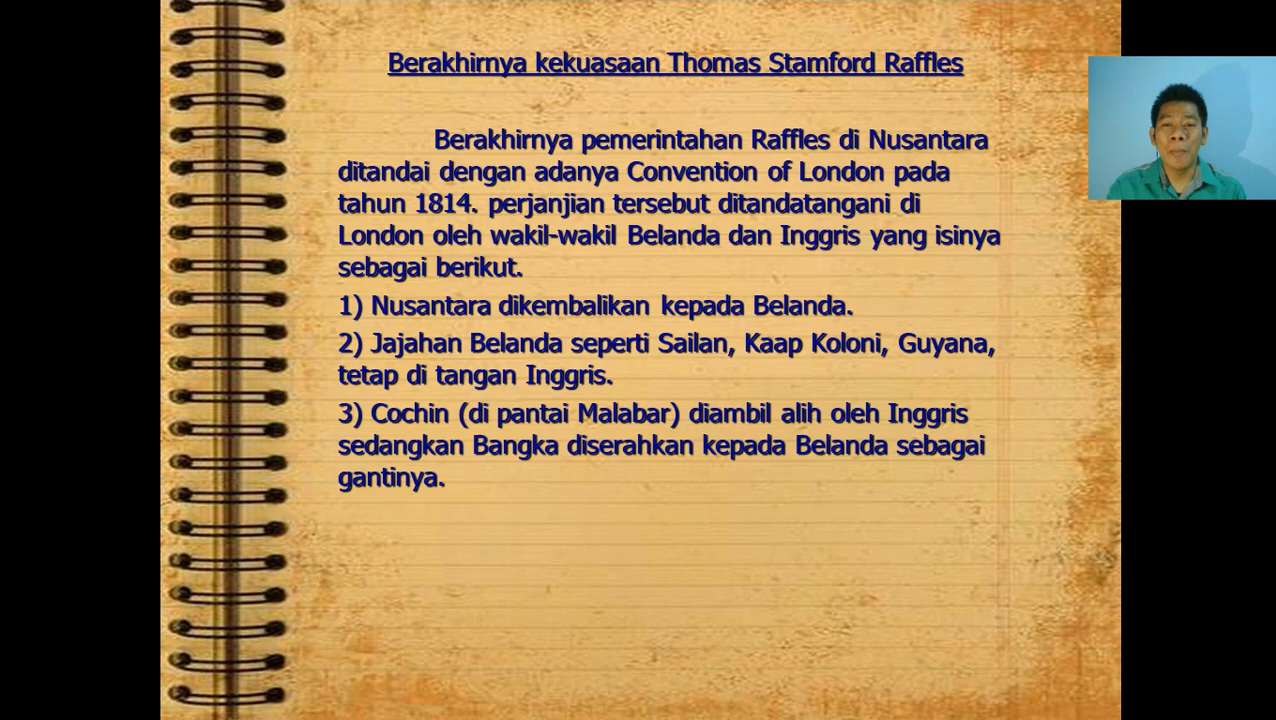 Berakhirnya kekuasaan Thomas Stamford Raffles
Berakhirnya pemerintahan Raffles di Nusantara
ditandai dengan adanya Convention of London pada
tahun 1814. perjanjian tersebut ditandatangani di
London oleh wakil-wakil Belanda dan Inggris yang isinya
sebagai berikut.
1) Nusantara dikembalikan kepada Belanda.
2) Jajahan Belanda seperti Sailan, Kaap Koloni, Guyana,
tetap di tangan Inggris.
3) Cochin (di pantai Malabar) diambil alih oleh Inggris
sedangkan Bangka diserahkan kepada Belanda sebagai
gantinya.